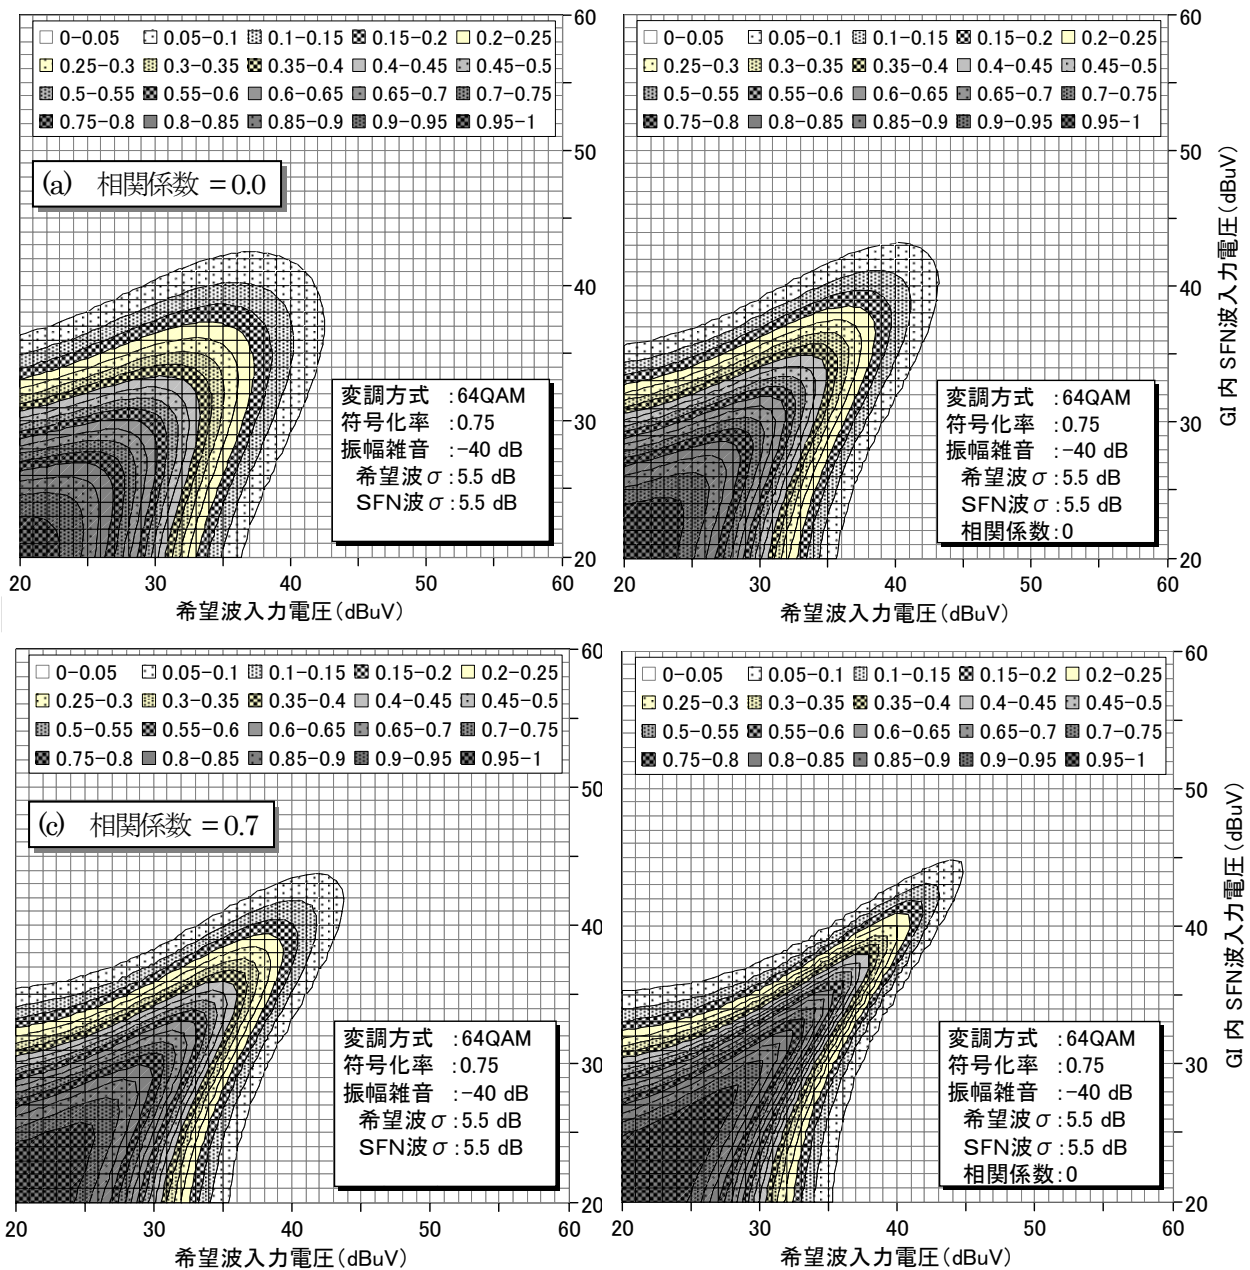 0-0.05 0.05-0.1 0.1-0.15 0.15-0.2 0.2-0.25
0.25-0.3 0.3-0.35 0.35-0.4 0.4-0.45 0.45-0.5
0.5-0.55 0.55-0.6 0.6-0.65 0.65-0.7 0.7-0.75
0.75-0.8 0.8-0.85 0.85-0.9 0.9-0.95 0.95-1
(a) 相関係数 = 0.0
変調方式 :64QAM
符号化率 :0.75
振幅雑音 :-40 dB
希望波σ:5.5 dB
SFN波σ:5.5 dB
60
50
40
30
20
20 30 40 50 60
希望波入力電圧(dBuV)
0-0.05 0.05-0.1 0.1-0.15 0.15-0.2 0.2-0.25
0.25-0.3 0.3-0.35 0.35-0.4 0.4-0.45 0.45-0.5
0.5-0.55 0.55-0.6 0.6-0.65 0.65-0.7 0.7-0.75
0.75-0.8 0.8-0.85 0.85-0.9 0.9-0.95 0.95-1
変調方式 :64QAM
符号化率 :0.75
振幅雑音 :-40 dB
希望波σ:5.5 dB
SFN波σ:5.5 dB
相関係数:0
60
50
40
30
20
GI 内 SFN波入力電圧(dBuV)
20 30 40 50 60
希望波入力電圧(dBuV)
0-0.05 0.05-0.1 0.1-0.15 0.15-0.2 0.2-0.25
0.25-0.3 0.3-0.35 0.35-0.4 0.4-0.45 0.45-0.5
0.5-0.55 0.55-0.6 0.6-0.65 0.65-0.7 0.7-0.75
0.75-0.8 0.8-0.85 0.85-0.9 0.9-0.95 0.95-1
(c) 相関係数 = 0.7
変調方式 :64QAM
符号化率 :0.75
振幅雑音 :-40 dB
希望波σ:5.5 dB
SFN波σ:5.5 dB
60
50
40
30
20
20 30 40 50 60
希望波入力電圧(dBuV)
0-0.05 0.05-0.1 0.1-0.15 0.15-0.2 0.2-0.25
0.25-0.3 0.3-0.35 0.35-0.4 0.4-0.45 0.45-0.5
0.5-0.55 0.55-0.6 0.6-0.65 0.65-0.7 0.7-0.75
0.75-0.8 0.8-0.85 0.85-0.9 0.9-0.95 0.95-1
変調方式 :64QAM
符号化率 :0.75
振幅雑音 :-40 dB
希望波σ:5.5 dB
SFN波σ:5.5 dB
相関係数:0
60
50
40
30
20
GI 内 SFN波入力電圧(dBuV)
20 30 40 50 60
希望波入力電圧(dBuV)